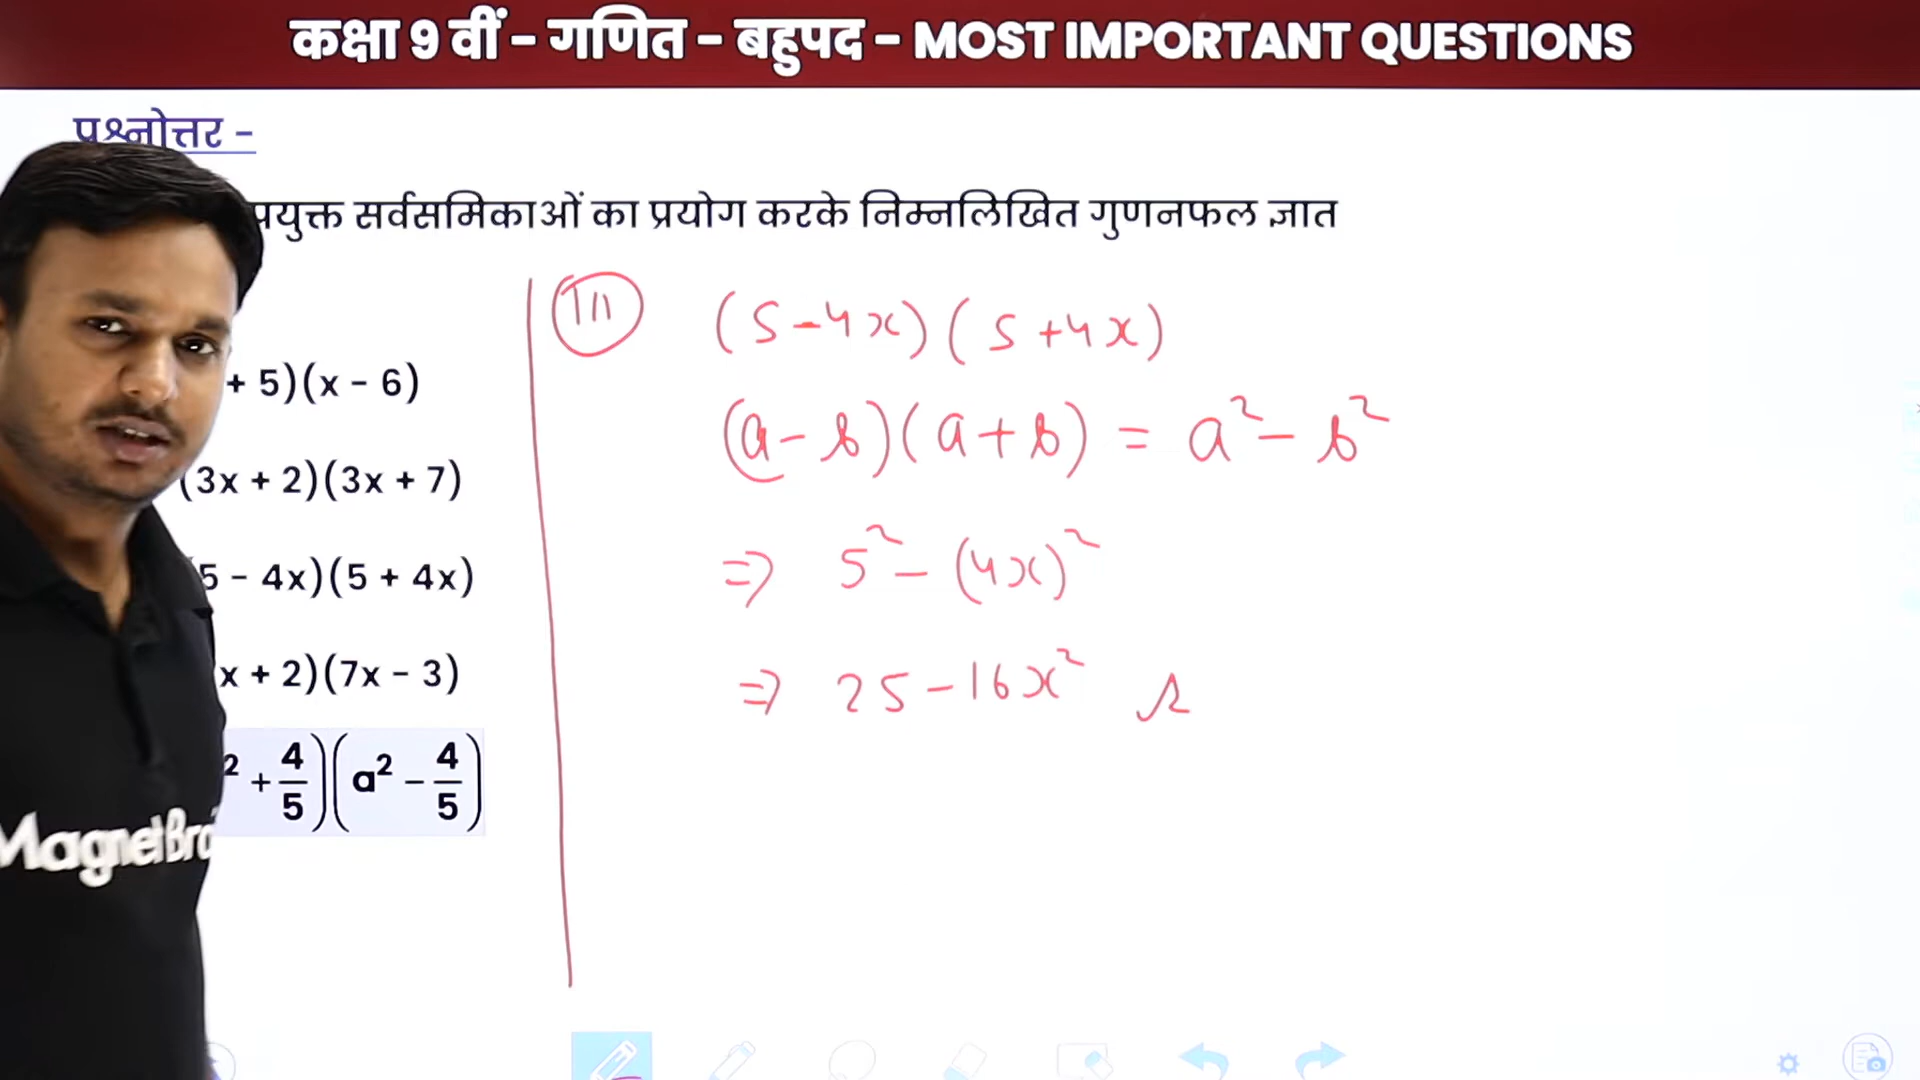 कक्षा 9 वीं - गणित - बहुपद - MOST IMPORTANT QUESTIONS
प्रश्नोत्तर -
सर्वसमिकाओं का प्रयोग करके निम्नलिखित गुणनफल ज्ञात
+ 5)(x - 6)
(3x + 2)(3x + 7)
5 - 4x)(5 + 4x)
x + 2)(7x - 3)
² + 4/5)(a² - 4/5)
III (5-4x)(5+4x)
(a-b)(a+b) = a²-b²
⇒ 5²-(4x)²
⇒ 25-16x²